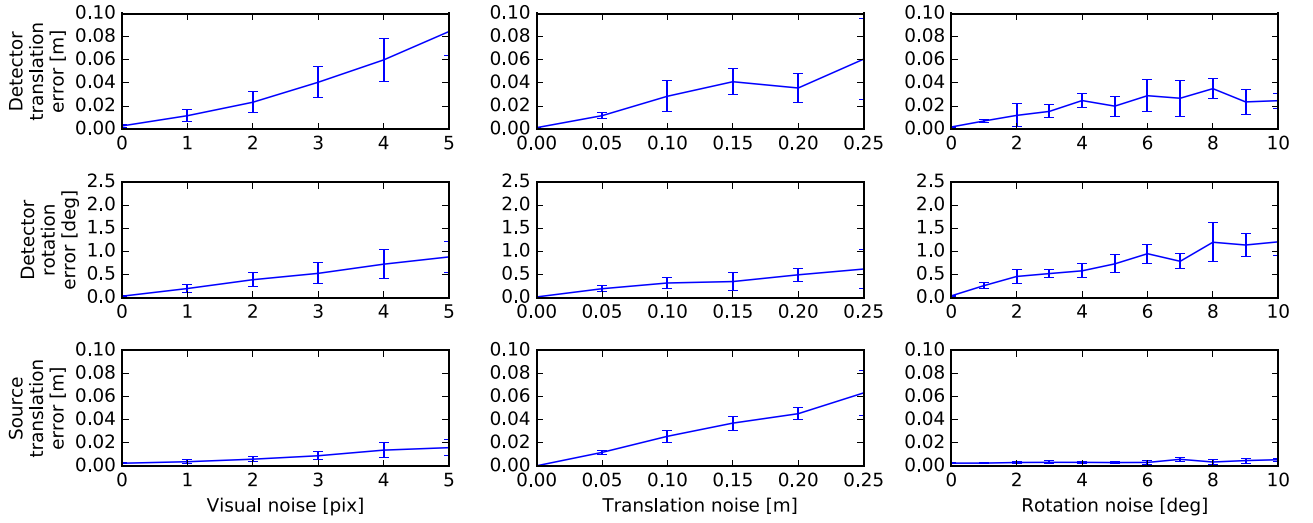 Detector
translation
error [m]
0.10
0.08
0.06
0.04
0.02
0.00
0 1 2 3 4 5
0.10
0.08
0.06
0.04
0.02
0.00
0.00 0.05 0.10 0.15 0.20 0.25
0.10
0.08
0.06
0.04
0.02
0.00
0 2 4 6 8 10
Detector
rotation
error [deg]
2.5
2.0
1.5
1.0
0.5
0.0
0 1 2 3 4 5
2.5
2.0
1.5
1.0
0.5
0.0
0.00 0.05 0.10 0.15 0.20 0.25
2.5
2.0
1.5
1.0
0.5
0.0
0 2 4 6 8 10
Source
translation
error [m]
0.10
0.08
0.06
0.04
0.02
0.00
0 1 2 3 4 5
Visual noise [pix]
0.10
0.08
0.06
0.04
0.02
0.00
0.00 0.05 0.10 0.15 0.20 0.25
Translation noise [m]
0.10
0.08
0.06
0.04
0.02
0.00
0 2 4 6 8 10
Rotation noise [deg]